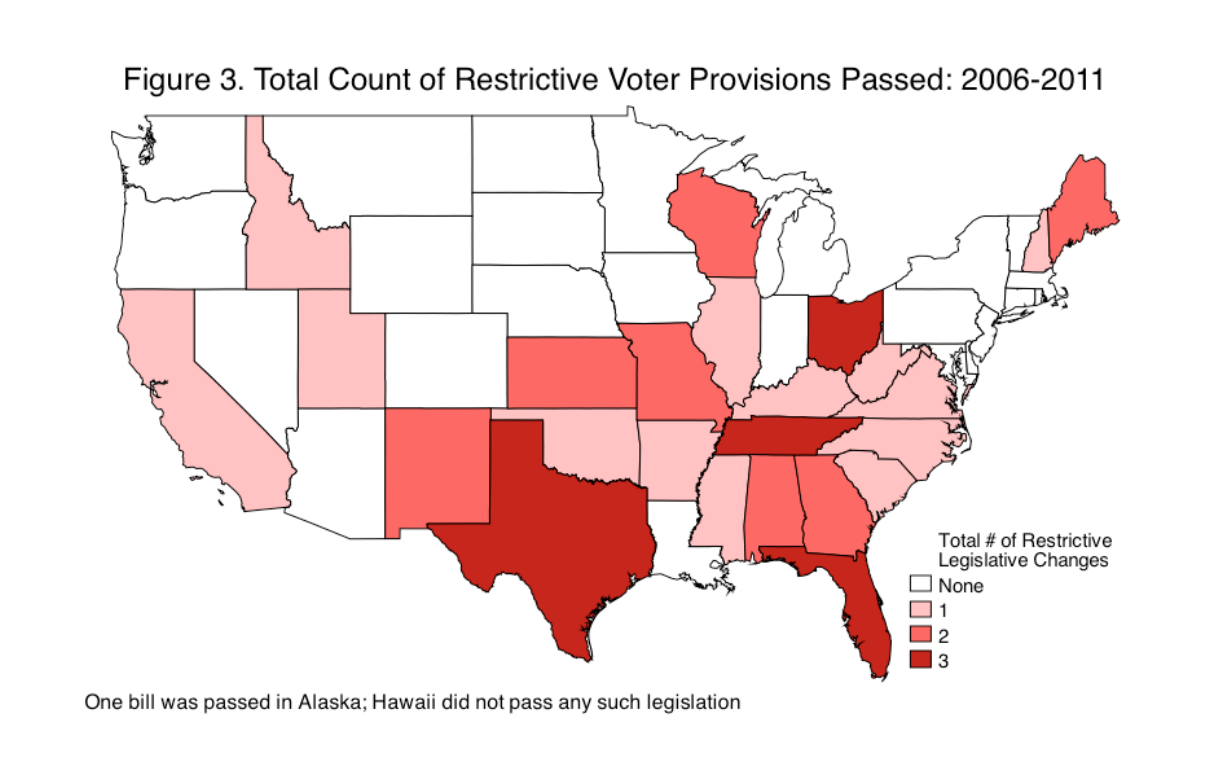 Figure 3. Total Count of Restrictive Voter Provisions Passed: 2006-2011
Total # of Restrictive
Legislative Changes
None
1
2
3
One bill was passed in Alaska; Hawaii did not pass any such legislation